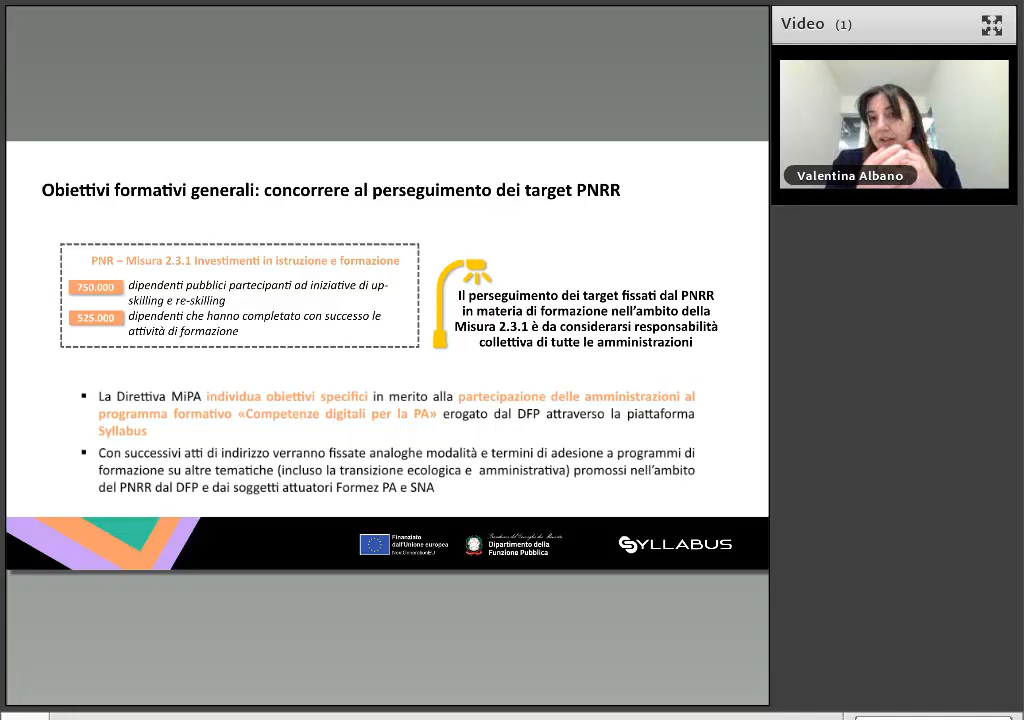 Video (1)
Valentina Albano
Obiettivi formativi generali: concorrere al perseguimento dei target PNRR
PNR – Misura 2.3.1 Investimenti in istruzione e formazione
750.000
dipendenti pubblici partecipanti ad iniziative di up-
skilling e re-skilling
525.000
dipendenti che hanno completato con successo le
attività di formazione
Il perseguimento dei target fissati dal PNRR
in materia di formazione nell'ambito della
Misura 2.3.1 è da considerarsi responsabilità
collettiva di tutte le amministrazioni
▪ La Direttiva MiPA individua obiettivi specifici in merito alla partecipazione delle amministrazioni al
programma formativo «Competenze digitali per la PA» erogato dal DFP attraverso la piattaforma
Syllabus
▪ Con successivi atti di indirizzo verranno fissate analoghe modalità e termini di adesione a programmi di
formazione su altre tematiche (incluso la transizione ecologica e amministrativa) promossi nell'ambito
del PNRR dal DFP e dai soggetti attuatori Formez PA e SNA
Finanziato
dall'Unione europea
NextGenerationEU
Presidenza del Consiglio dei Ministri
Dipartimento della
Funzione Pubblica
SYLLABUS